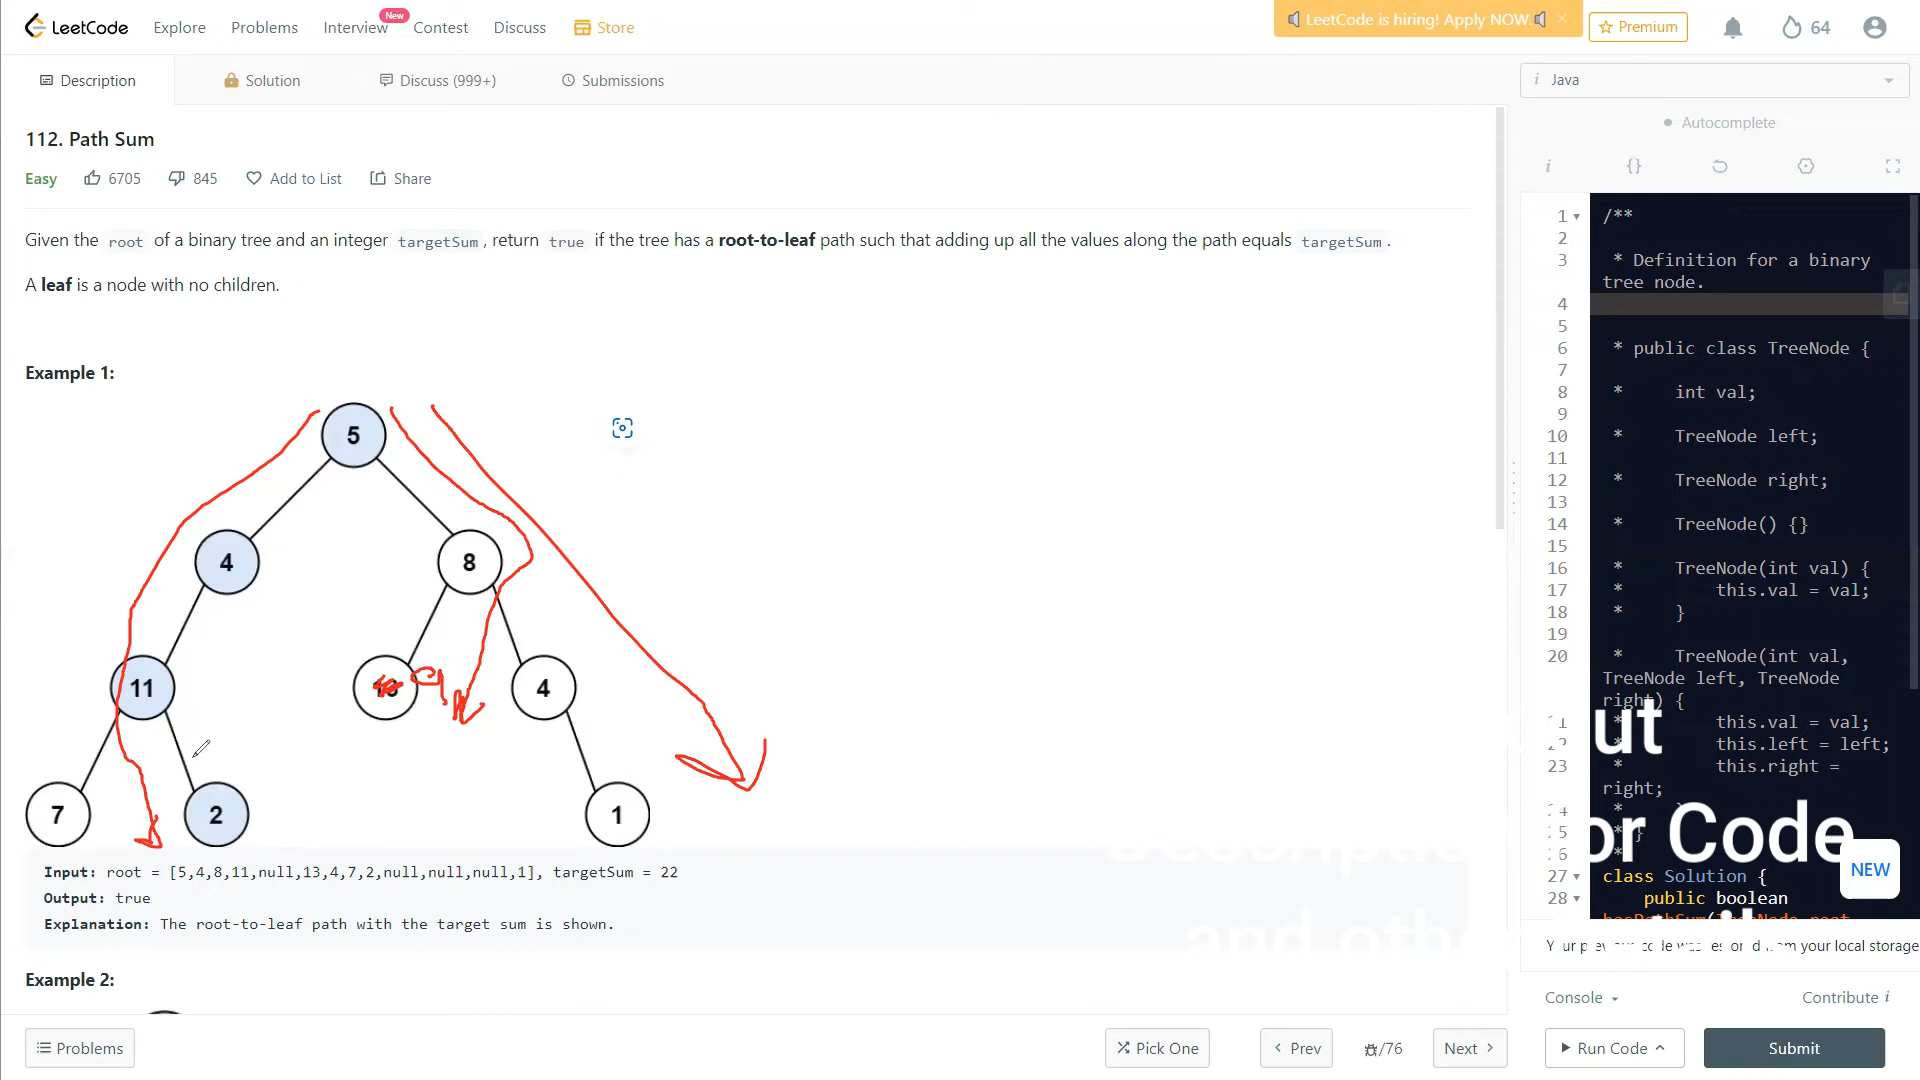 LeetCode Explore Problems Interview New Contest Discuss Store LeetCode is hiring! Apply NOW. Premium 64
Description Solution Discuss (999+) Submissions
i Java
Autocomplete
112. Path Sum
Easy 6705 845 Add to List Share
Given the root of a binary tree and an integer targetSum, return true if the tree has a root-to-leaf path such that adding up all the values along the path equals targetSum.
A leaf is a node with no children.
Example 1:
5
4 8
11 4
7 2 1
Input: root = [5,4,8,11,null,13,4,7,2,null,null,null,1], targetSum = 22
Output: true
Explanation: The root-to-leaf path with the target sum is shown.
Example 2:
Problems Pick One Prev /76 Next
i {}
1 /**
2
3 * Definition for a binary
tree node.
4
5
6 * public class TreeNode {
7
8 * int val;
9
10 * TreeNode left;
11
12 * TreeNode right;
13
14 * TreeNode() {}
15
16 * TreeNode(int val) {
17 * this.val = val;
18 * }
19
20 * TreeNode(int val,
TreeNode left, TreeNode
right) {
* this.val = val;
* this.left = left;
23 * this.right =
right;
* }
27 class Solution {
28 public boolean
or Code
NEW
Console Contribute i
Run Code Submit